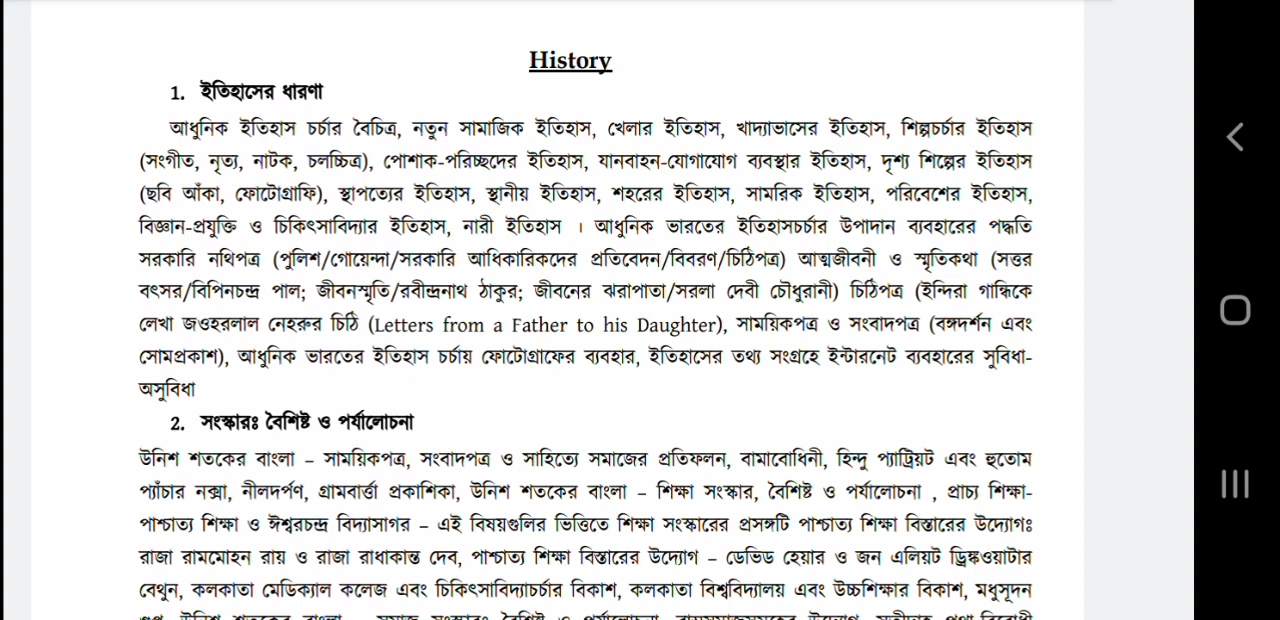 History
1. ইতিহাসের ধারণা
আধুনিক ইতিহাস চর্চার বৈচিত্র, নতুন সামাজিক ইতিহাস, খেলার ইতিহাস, খাদ্যাভাসের ইতিহাস, শিল্পচর্চার ইতিহাস
(সংগীত, নৃত্য, নাটক, চলচ্চিত্র), পোশাক-পরিচ্ছদের ইতিহাস, যানবাহন-যোগাযোগ ব্যবস্থার ইতিহাস, দৃশ্য শিল্পের ইতিহাস
(ছবি আঁকা, ফোটোগ্রাফি), স্থাপত্যের ইতিহাস, স্থানীয় ইতিহাস, শহরের ইতিহাস, সামরিক ইতিহাস, পরিবেশের ইতিহাস,
বিজ্ঞান-প্রযুক্তি ও চিকিৎসাবিদ্যার ইতিহাস, নারী ইতিহাস । আধুনিক ভারতের ইতিহাসচর্চার উপাদান ব্যবহারের পদ্ধতি
সরকারি নথিপত্র (পুলিশ/গোয়েন্দা/সরকারি আধিকারিকদের প্রতিবেদন/বিবরণ/চিঠিপত্র) আত্মজীবনী ও স্মৃতিকথা (সত্তর
বৎসর/বিপিনচন্দ্র পাল; জীবনস্মৃতি/রবীন্দ্রনাথ ঠাকুর; জীবনের ঝরাপাতা/সরলা দেবী চৌধুরানী) চিঠিপত্র (ইন্দিরা গান্ধিকে
লেখা জওহরলাল নেহরুর চিঠি (Letters from a Father to his Daughter), সাময়িকপত্র ও সংবাদপত্র (বঙ্গদর্শন এবং
সোমপ্রকাশ), আধুনিক ভারতের ইতিহাস চর্চায় ফোটোগ্রাফের ব্যবহার, ইতিহাসের তথ্য সংগ্রহে ইন্টারনেট ব্যবহারের সুবিধা-
অসুবিধা
2. সংস্কারঃ বৈশিষ্ট ও পর্যালোচনা
উনিশ শতকের বাংলা – সাময়িকপত্র, সংবাদপত্র ও সাহিত্যে সমাজের প্রতিফলন, বামাবোধিনী, হিন্দু প্যাট্রিয়ট এবং হুতোম
প্যাঁচার নক্সা, নীলদর্পণ, গ্রামবার্ত্তা প্রকাশিকা, উনিশ শতকের বাংলা – শিক্ষা সংস্কার, বৈশিষ্ট ও পর্যালোচনা , প্রাচ্য শিক্ষা-
পাশ্চাত্য শিক্ষা ও ঈশ্বরচন্দ্র বিদ্যাসাগর – এই বিষয়গুলির ভিত্তিতে শিক্ষা সংস্কারের প্রসঙ্গটি পাশ্চাত্য শিক্ষা বিস্তারের উদ্যোগঃ
রাজা রামমোহন রায় ও রাজা রাধাকান্ত দেব, পাশ্চাত্য শিক্ষা বিস্তারের উদ্যোগ – ডেভিড হেয়ার ও জন এলিয়ট ড্রিঙ্কওয়াটার
বেথুন, কলকাতা মেডিক্যাল কলেজ এবং চিকিৎসাবিদ্যাচর্চার বিকাশ, কলকাতা বিশ্ববিদ্যালয় এবং উচ্চশিক্ষার বিকাশ, মধুসূদন